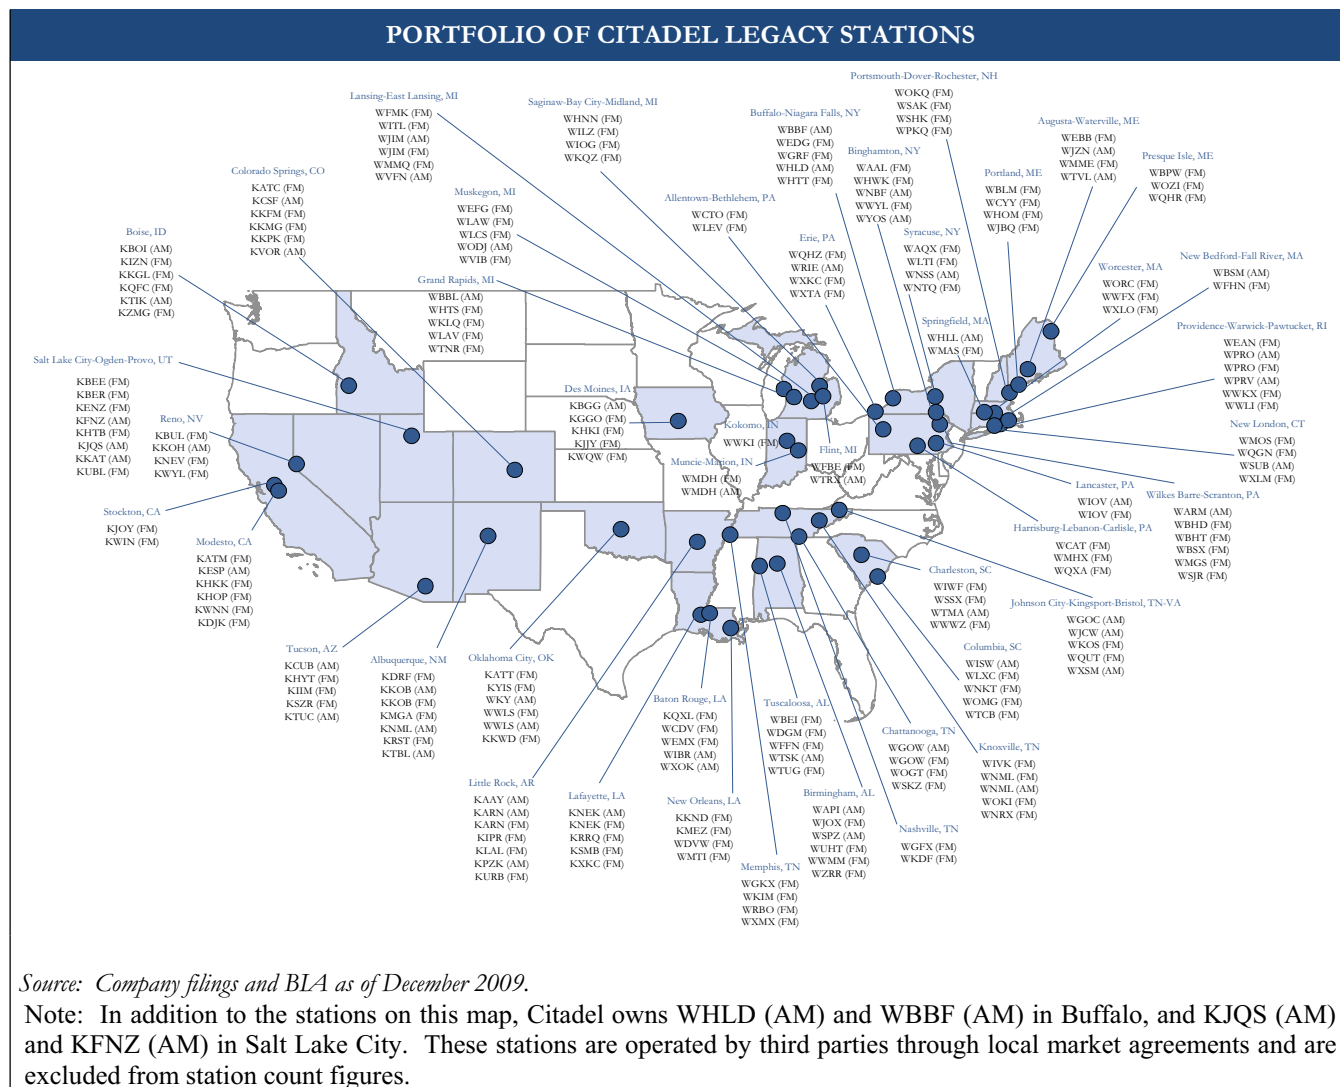 PORTFOLIO OF CITADEL LEGACY STATIONS
Portsmouth-Dover-Rochester, NH
WOKQ (FM)
WSAK (FM)
WSHK (FM)
WPKQ (FM)
Lansing-East Lansing, MI
WFMK (FM)
WITL (FM)
WJIM (AM)
WJIM (FM)
WMMQ (FM)
WVFN (AM)
Saginaw-Bay City-Midland, MI
WHNN (FM)
WILZ (FM)
WIOG (FM)
WKQZ (FM)
Buffalo-Niagara Falls, NY
WBBF (AM)
WEDG (FM)
WGRF (FM)
WHLD (AM)
WHTT (FM)
Augusta-Waterville, ME
WEBB (FM)
WJZN (AM)
WMME (FM)
WTVL (AM)
Binghamton, NY
WAAL (FM)
WHWK (FM)
WNBF (AM)
WWYL (FM)
WYOS (AM)
Presque Isle, ME
WBPW (FM)
WOZI (FM)
WQHR (FM)
Colorado Springs, CO
KATC (FM)
KCSF (AM)
KKFM (FM)
KKMG (FM)
KKPK (FM)
KVOR (AM)
Portland, ME
WBLM (FM)
WCYY (FM)
WHOM (FM)
WJBQ (FM)
Muskegon, MI
WEFG (FM)
WLAW (FM)
WLCS (FM)
WODJ (AM)
WVIB (FM)
Allentown-Bethlehem, PA
WCTO (FM)
WLEV (FM)
Boise, ID
KBOI (AM)
KIZN (FM)
KKGL (FM)
KQFC (FM)
KTIK (AM)
KZMG (FM)
Erie, PA
WQHZ (FM)
WRIE (AM)
WXKC (FM)
WXTA (FM)
Syracuse, NY
WAQX (FM)
WLTI (FM)
WNSS (AM)
WNTQ (FM)
New Bedford-Fall River, MA
WBSM (AM)
WFHN (FM)
Worcester, MA
WORC (FM)
WWFX (FM)
WXLO (FM)
Grand Rapids, MI
WBBL (AM)
WHTS (FM)
WKLQ (FM)
WLAV (FM)
WTNR (FM)
Springfield, MA
WHLL (AM)
WMAS (FM)
Providence-Warwick-Pawtucket, RI
WEAN (FM)
WPRO (AM)
WPRO (FM)
WPRV (AM)
WWKX (FM)
WWLI (FM)
Salt Lake City-Ogden-Provo, UT
KBEE (FM)
KBER (FM)
KENZ (FM)
KFNZ (AM)
KHTB (FM)
KJQS (AM)
KKAT (AM)
KUBL (FM)
Des Moines, IA
KBGG (AM)
KGGO (FM)
KHKI (FM)
KJJY (FM)
KWQW (FM)
Reno, NV
KBUL (FM)
KKOH (AM)
KNEV (FM)
KWYL (FM)
Kokomo, IN
WWKI (FM)
New London, CT
WMOS (FM)
WQGN (FM)
WSUB (AM)
WXLM (FM)
Flint, MI
WFBE (FM)
WTRX (AM)
Muncie-Marion, IN
WMDH (FM)
WMDH (AM)
Lancaster, PA
WIOV (AM)
WIOV (FM)
Wilkes Barre-Scranton, PA
WARM (AM)
WBHD (FM)
WBHT (FM)
WBSX (FM)
WMGS (FM)
WSJR (FM)
Stockton, CA
KJOY (FM)
KWIN (FM)
Harrisburg-Lebanon-Carlisle, PA
WCAT (FM)
WMHX (FM)
WQXA (FM)
Modesto, CA
KATM (FM)
KESP (AM)
KHKK (FM)
KHOP (FM)
KWNN (FM)
KDJK (FM)
Charleston, SC
WIWF (FM)
WSSX (FM)
WTMA (AM)
WWWZ (FM)
Johnson City-Kingsport-Bristol, TN-VA
WGOC (AM)
WJCW (AM)
WKOS (FM)
WQUT (FM)
WXSM (AM)
Tucson, AZ
KCUB (AM)
KHYT (FM)
KIIM (FM)
KSZR (FM)
KTUC (AM)
Albuquerque, NM
KDRF (FM)
KKOB (AM)
KKOB (FM)
KMGA (FM)
KNML (AM)
KRST (FM)
KTBL (AM)
Oklahoma City, OK
KATT (FM)
KYIS (FM)
WKY (AM)
WWLS (FM)
WWLS (AM)
KKWD (FM)
Columbia, SC
WISW (AM)
WLXC (FM)
WNKT (FM)
WOMG (FM)
WTCB (FM)
Baton Rouge, LA
KQXL (FM)
WCDV (FM)
WEMX (FM)
WIBR (AM)
WXOK (AM)
Tuscaloosa, AL
WBEI (FM)
WDGM (FM)
WFFN (FM)
WTSK (AM)
WTUG (FM)
Chattanooga, TN
WGOW (AM)
WGOW (FM)
WOGT (FM)
WSKZ (FM)
Knoxville, TN
WIVK (FM)
WNML (FM)
WNML (AM)
WOKI (FM)
WNRX (FM)
Little Rock, AR
KAAY (AM)
KARN (AM)
KARN (FM)
KIPR (FM)
KLAL (FM)
KPZK (AM)
KURB (FM)
Lafayette, LA
KNEK (AM)
KNEK (FM)
KRRQ (FM)
KSMB (FM)
KXKC (FM)
New Orleans, LA
KKND (FM)
KMEZ (FM)
WDVW (FM)
WMTI (FM)
Birmingham, AL
WAPI (AM)
WJOX (FM)
WSPZ (AM)
WUHT (FM)
WWMM (FM)
WZRR (FM)
Nashville, TN
WGFX (FM)
WKDF (FM)
Memphis, TN
WGKX (FM)
WKIM (FM)
WRBO (FM)
WXMX (FM)
Source: Company filings and BIA as of December 2009.
Note: In addition to the stations on this map, Citadel owns WHLD (AM) and WBBF (AM) in Buffalo, and KJQS (AM)
and KFNZ (AM) in Salt Lake City. These stations are operated by third parties through local market agreements and are
excluded from station count figures.